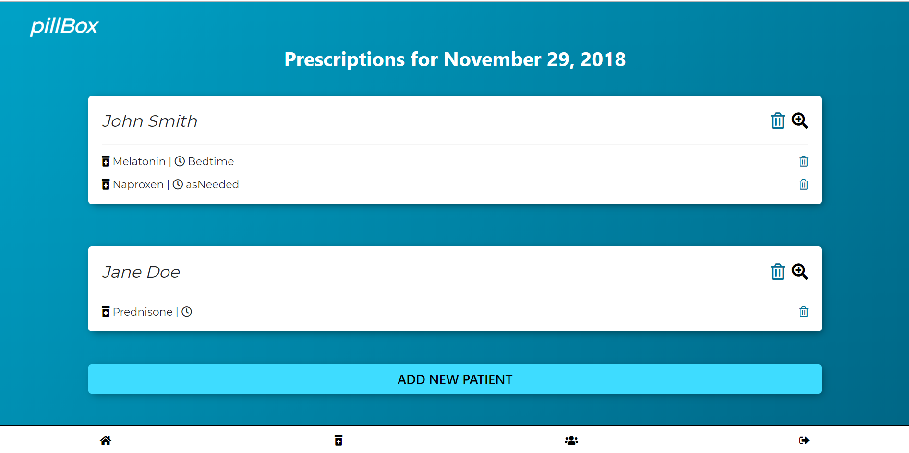 pillBox
Prescriptions for November 29, 2018
John Smith
Melatonin | Bedtime
Naproxen | asNeeded
Jane Doe
Prednisone |
ADD NEW PATIENT